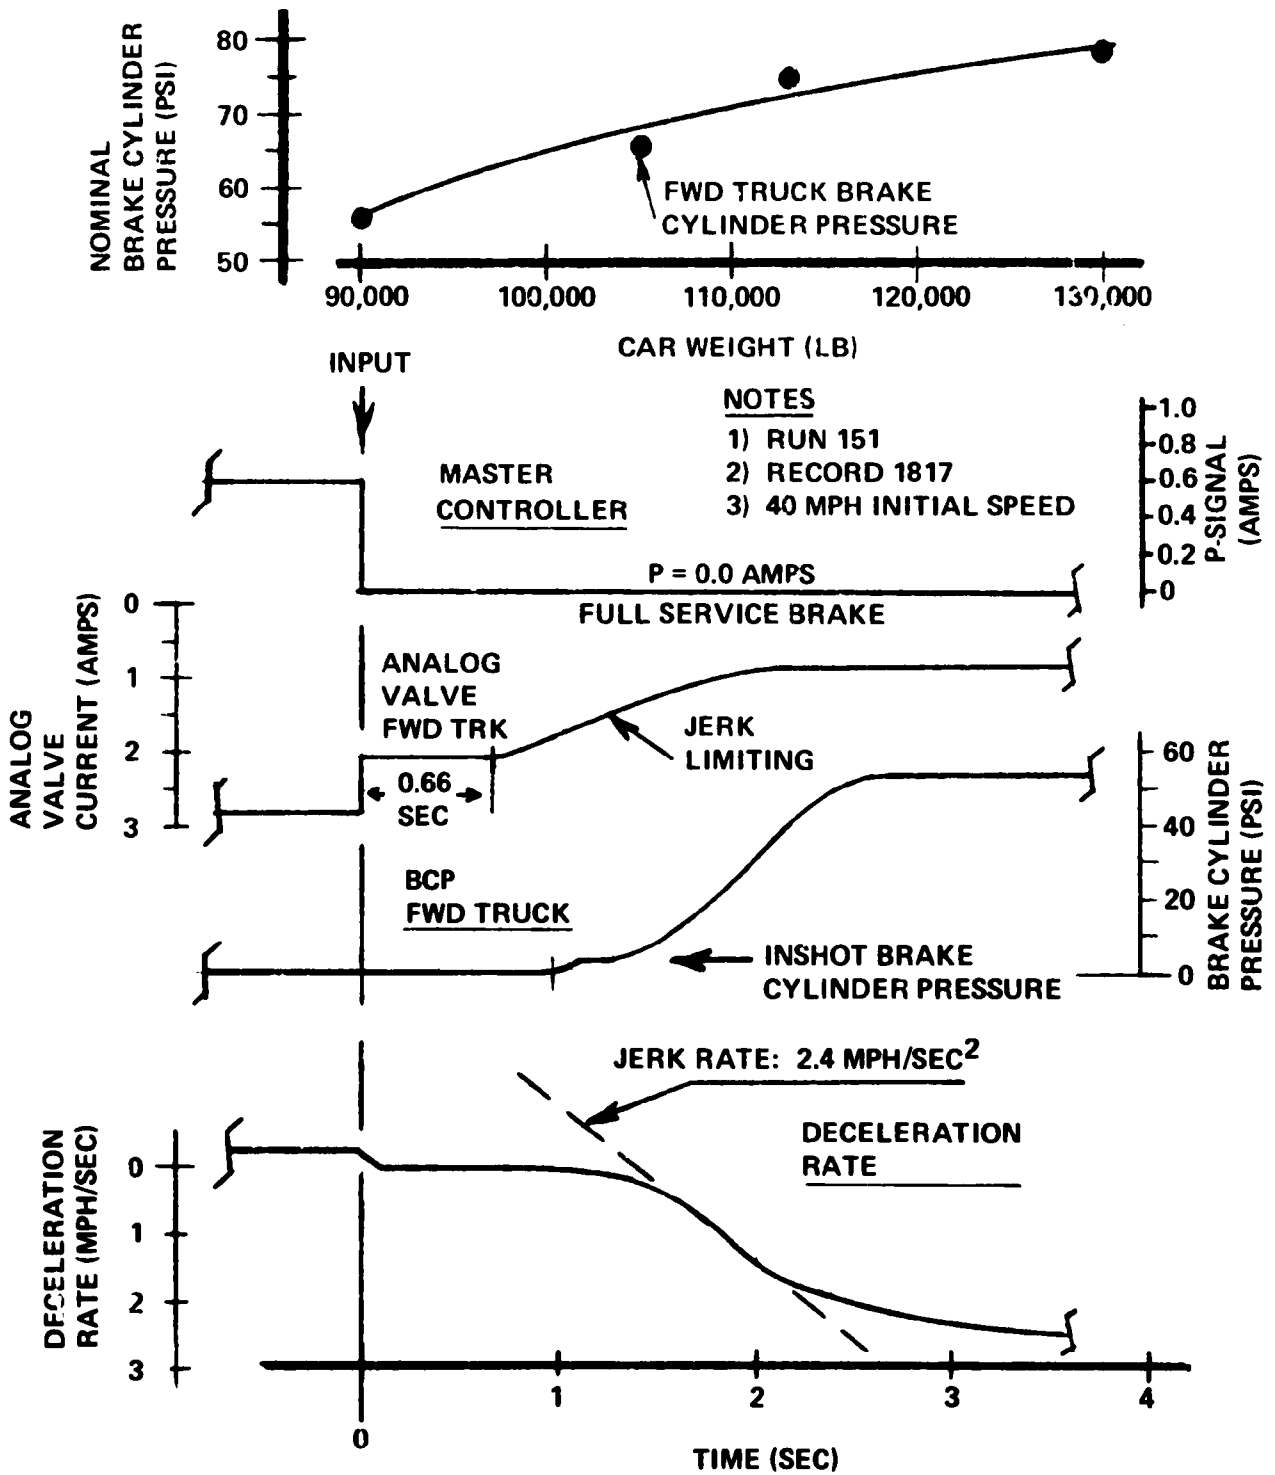 NOMINAL
BRAKE CYLINDER
PRESSURE (PSI)
80
70
60
50
FWD TRUCK BRAKE
CYLINDER PRESSURE
90,000
100,000
110,000
120,000
130,000
CAR WEIGHT (LB)
INPUT
MASTER
CONTROLLER
NOTES
1) RUN 151
2) RECORD 1817
3) 40 MPH INITIAL SPEED
1.0
0.8
0.6
0.4
0.2
0
P-SIGNAL
(AMPS)
P = 0.0 AMPS
FULL SERVICE BRAKE
ANALOG
VALVE
CURRENT (AMPS)
0
1
2
3
ANALOG
VALVE
FWD TRK
0.66
SEC
JERK
LIMITING
60
40
20
0
BRAKE CYLINDER
PRESSURE (PSI)
BCP
FWD TRUCK
INSHOT BRAKE
CYLINDER PRESSURE
JERK RATE: 2.4 MPH/SEC²
DECELERATION
RATE
DECELERATION
RATE (MPH/SEC)
0
1
2
3
0
1
2
3
4
TIME (SEC)